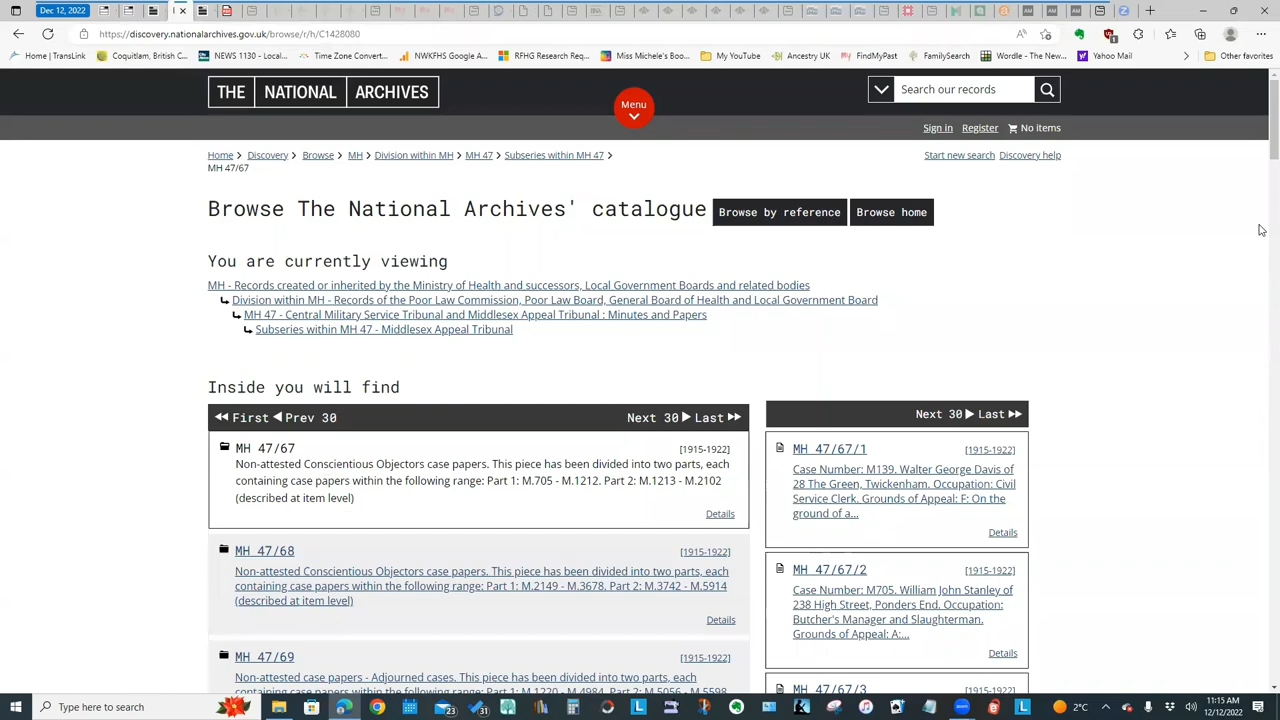 Dec 12, 2022
https://discovery.nationalarchives.gov.uk/browse/r/h/C1428080
Home | TransLink
Coquitlam, British C...
NEWS 1130 - Local...
Time Zone Convert...
NWKFHS Google A...
RFHG Research Req...
Miss Michele's Boo...
My YouTube
Ancestry UK
FindMyPast
FamilySearch
Wordle - The New...
Yahoo Mail
Other favorites
THE NATIONAL ARCHIVES
Menu
Search our records
Sign in Register No items
Home Discovery Browse MH Division within MH MH 47 Subseries within MH 47
MH 47/67
Start new search Discovery help
Browse The National Archives' catalogue
Browse by reference
Browse home
You are currently viewing
MH - Records created or inherited by the Ministry of Health and successors, Local Government Boards and related bodies
Division within MH - Records of the Poor Law Commission, Poor Law Board, General Board of Health and Local Government Board
MH 47 - Central Military Service Tribunal and Middlesex Appeal Tribunal : Minutes and Papers
Subseries within MH 47 - Middlesex Appeal Tribunal
Inside you will find
First Prev 30 Next 30 Last
MH 47/67 [1915-1922]
Non-attested Conscientious Objectors case papers. This piece has been divided into two parts, each
containing case papers within the following range: Part 1: M.705 - M.1212. Part 2: M.1213 - M.2102
(described at item level)
Details
MH 47/68 [1915-1922]
Non-attested Conscientious Objectors case papers. This piece has been divided into two parts, each
containing case papers within the following range: Part 1: M.2149 - M.3678. Part 2: M.3742 - M.5914
(described at item level)
Details
MH 47/69 [1915-1922]
Non-attested case papers - Adjourned cases. This piece has been divided into two parts, each
containing case papers within the following range: Part 1: M.1220 - M.4984. Part 2: M.5056 - M.5598
Next 30 Last
MH 47/67/1 [1915-1922]
Case Number: M139. Walter George Davis of
28 The Green, Twickenham. Occupation: Civil
Service Clerk. Grounds of Appeal: F: On the
ground of a...
Details
MH 47/67/2 [1915-1922]
Case Number: M705. William John Stanley of
238 High Street, Ponders End. Occupation:
Butcher's Manager and Slaughterman.
Grounds of Appeal: A:...
Details
MH 47/67/3 [1915-1922]
Type here to search
23
31
2°C
11:15 AM
12/12/2022